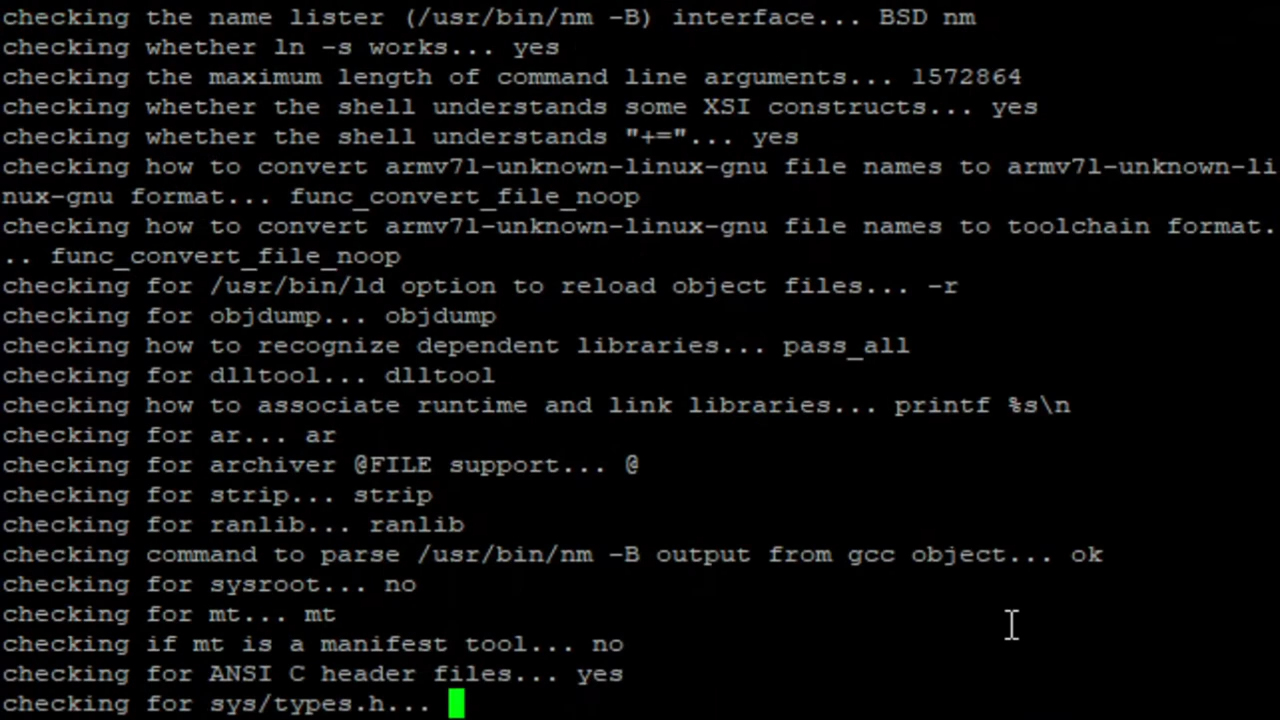 checking the name lister (/usr/bin/nm -B) interface... BSD nm
checking whether ln -s works... yes
checking the maximum length of command line arguments... 1572864
checking whether the shell understands some XSI constructs... yes
checking whether the shell understands "+="... yes
checking how to convert armv7l-unknown-linux-gnu file names to armv7l-unknown-li
nux-gnu format... func_convert_file_noop
checking how to convert armv7l-unknown-linux-gnu file names to toolchain format.
.. func_convert_file_noop
checking for /usr/bin/ld option to reload object files... -r
checking for objdump... objdump
checking how to recognize dependent libraries... pass_all
checking for dlltool... dlltool
checking how to associate runtime and link libraries... printf %s\n
checking for ar... ar
checking for archiver @FILE support... @
checking for strip... strip
checking for ranlib... ranlib
checking command to parse /usr/bin/nm -B output from gcc object... ok
checking for sysroot... no
checking for mt... mt
checking if mt is a manifest tool... no
checking for ANSI C header files... yes
checking for sys/types.h...